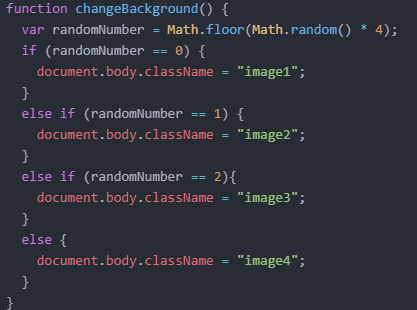 function changeBackground() {
  var randomNumber = Math.floor(Math.random() * 4);
  if (randomNumber == 0) {
    document.body.className = "image1";
  }
  else if (randomNumber == 1) {
    document.body.className = "image2";
  }
  else if (randomNumber == 2){
    document.body.className = "image3";
  }
  else {
    document.body.className = "image4";
  }
}